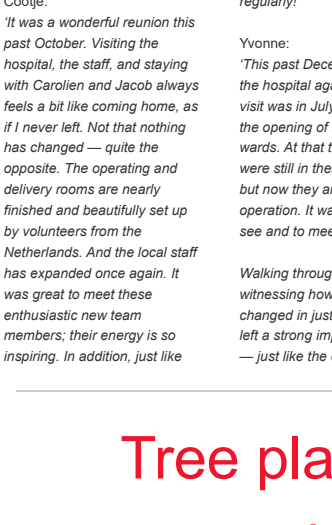 Cootje:
‘It was a wonderful reunion this
past October. Visiting the
hospital, the staff, and staying
with Carolien and Jacob always
feels a bit like coming home, as
if I never left. Not that nothing
has changed — quite the
opposite. The operating and
delivery rooms are nearly
finished and beautifully set up
by volunteers from the
Netherlands. And the local staff
has expanded once again. It
was great to meet these
enthusiastic new team
members; their energy is so
inspiring. In addition, just like
regularly!
Yvonne:
‘This past Dece
the hospital aga
visit was in July
the opening of
wards. At that t
were still in the
but now they a
operation. It wa
see and to mee
Walking throug
witnessing how
changed in just
left a strong im
— just like the
Tree pla